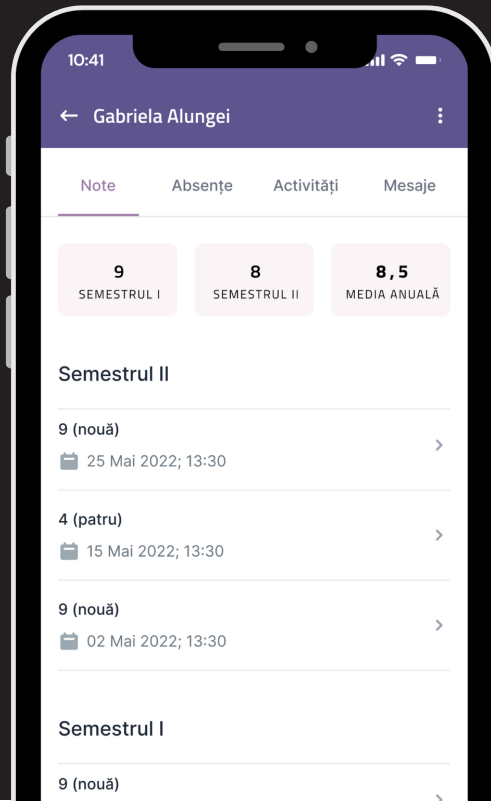 10:41
Gabriela Alungei
Note Absențe Activități Mesaje
9 8 8,5
SEMESTRUL I SEMESTRUL II MEDIA ANUALĂ
Semestrul II
9 (nouă)
25 Mai 2022; 13:30
4 (patru)
15 Mai 2022; 13:30
9 (nouă)
02 Mai 2022; 13:30
Semestrul I
9 (nouă)